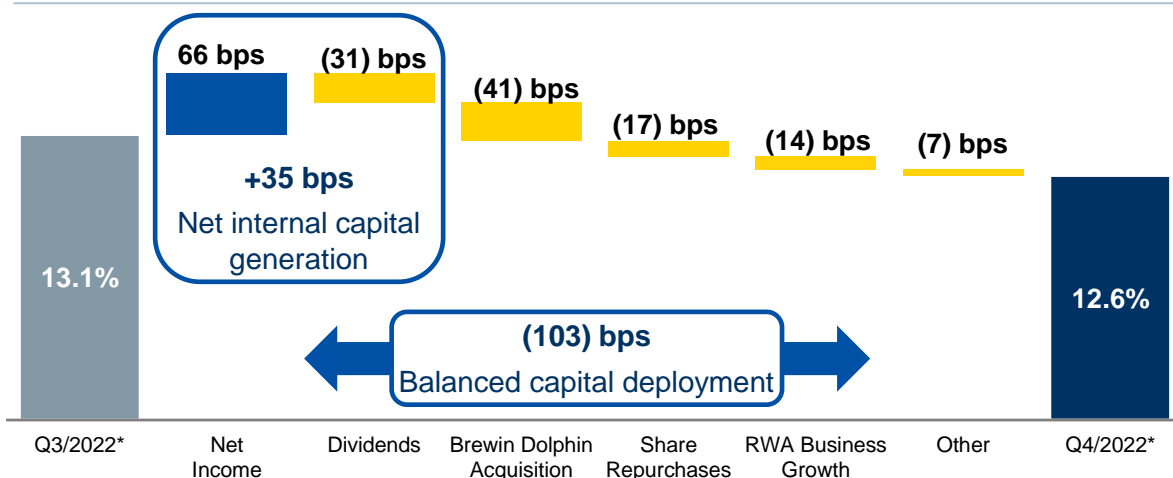 66 bps
(31) bps
(41) bps
(17) bps
(14) bps
(7) bps
+35 bps
Net internal capital
generation
13.1%
12.6%
(103) bps
Balanced capital deployment
Q3/2022*
Net
Income
Dividends
Brewin Dolphin
Acquisition
Share
Repurchases
RWA Business
Growth
Other
Q4/2022*